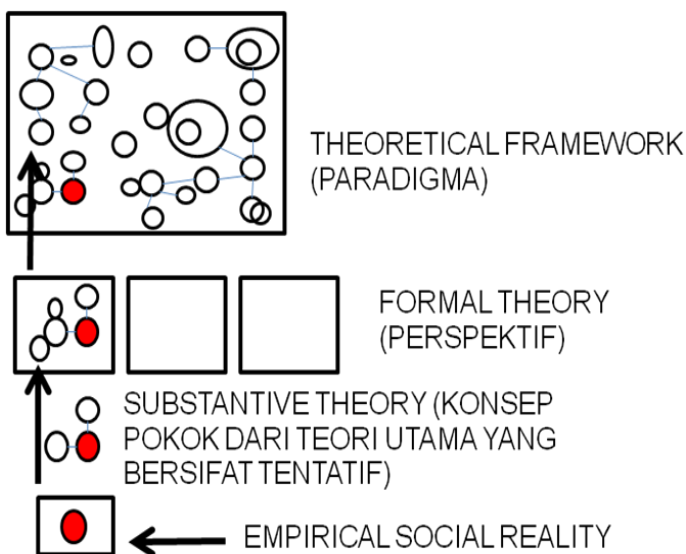 THEORETICAL FRAMEWORK
(PARADIGMA)
FORMAL THEORY
(PERSPEKTIF)
SUBSTANTIVE THEORY (KONSEP
POKOK DARI TEORI UTAMA YANG
BERSIFAT TENTATIF)
EMPIRICAL SOCIAL REALITY